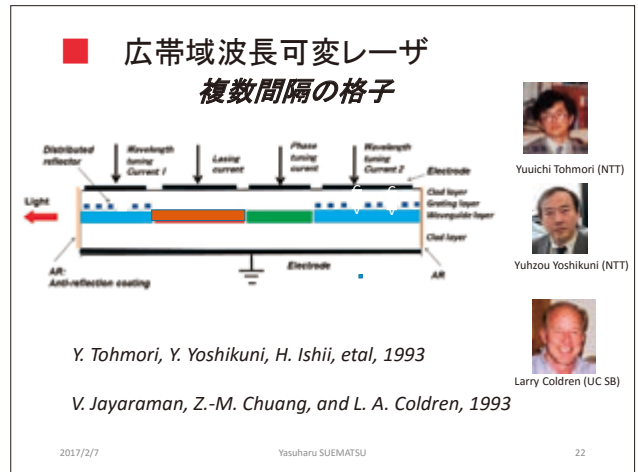 広帯域波長可変レーザ
複数間隔の格子
Distributed
reflector
Wavelength
tuning
Current 1
Lasing
current
Phase
tuning
current
Wavelength
tuning
Current 2
Electrode
Light
Clad layer
Grating layer
Waveguide layer
Clad layer
AR:
Anti-reflection coating
Electrode
AR
Yuuichi Tohmori (NTT)
Yuhzou Yoshikuni (NTT)
Larry Coldren (UC SB)
Y. Tohmori, Y. Yoshikuni, H. Ishii, etal, 1993
V. Jayaraman, Z.-M. Chuang, and L. A. Coldren, 1993
2017/2/7
Yasuharu SUEMATSU
22